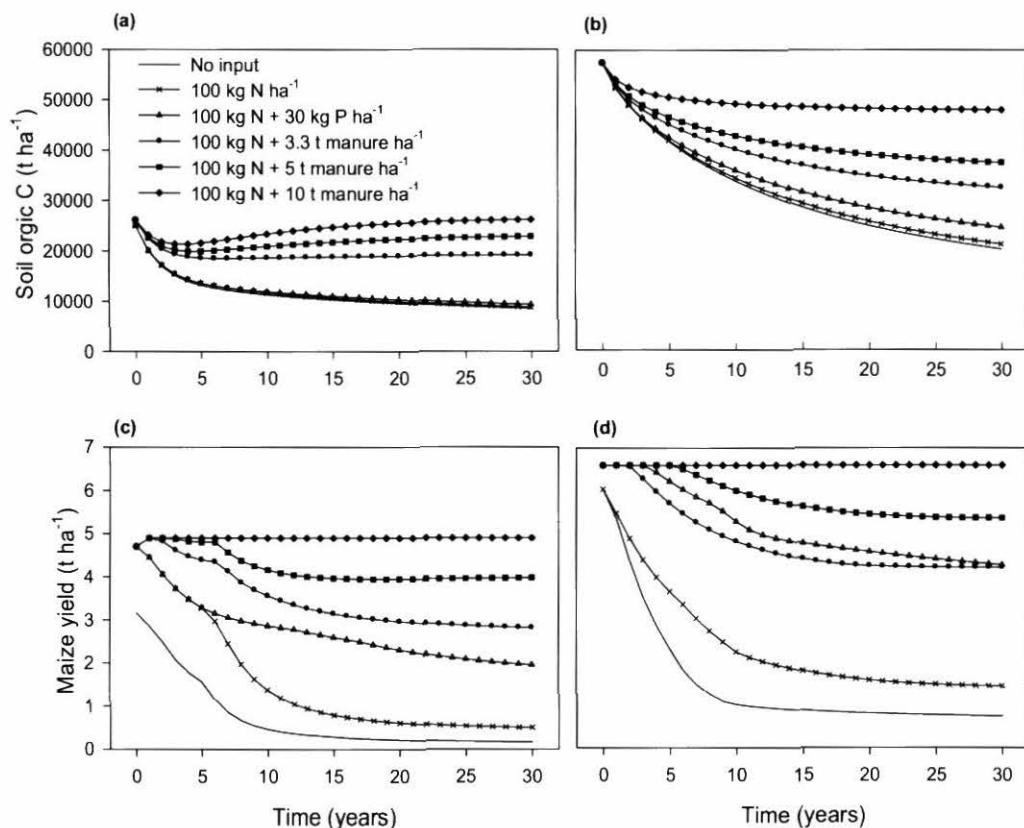 (a)
(b)
60000
50000
40000
30000
20000
10000
0
Soil orgic C (t ha-1)
No input
100 kg N ha-1
100 kg N + 30 kg P ha-1
100 kg N + 3.3 t manure ha-1
100 kg N + 5 t manure ha-1
100 kg N + 10 t manure ha-1
0 5 10 15 20 25 30
0 5 10 15 20 25 30
(c)
(d)
7
6
5
4
3
2
1
0
Maize yield (t ha-1)
0 5 10 15 20 25 30
0 5 10 15 20 25 30
Time (years)
Time (years)